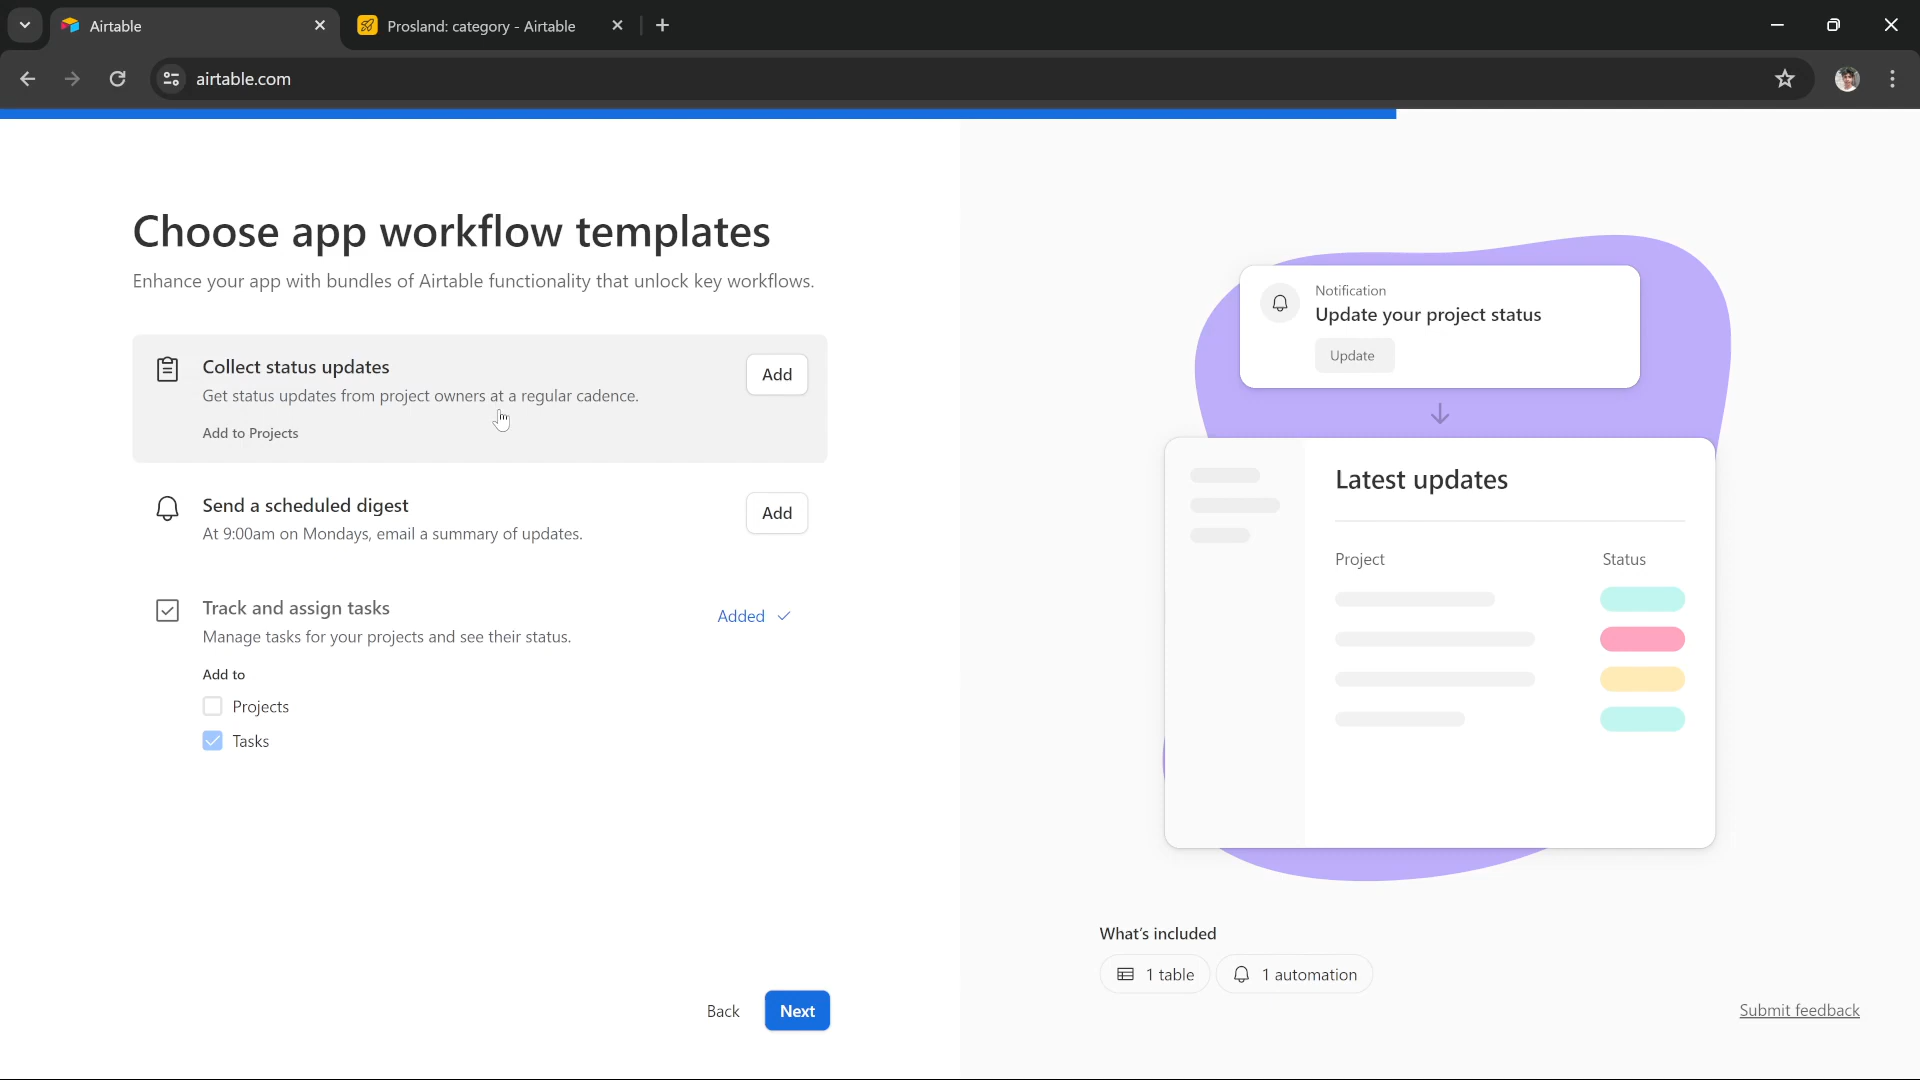 Airtable
Prosland: category - Airtable
airtable.com
Choose app workflow templates
Enhance your app with bundles of Airtable functionality that unlock key workflows.
Collect status updates
Add
Get status updates from project owners at a regular cadence.
Add to Projects
Send a scheduled digest
Add
At 9:00am on Mondays, email a summary of updates.
Track and assign tasks
Added
Manage tasks for your projects and see their status.
Add to
Projects
Tasks
Back
Next
Notification
Update your project status
Update
Latest updates
Project
Status
What's included
1 table
1 automation
Submit feedback